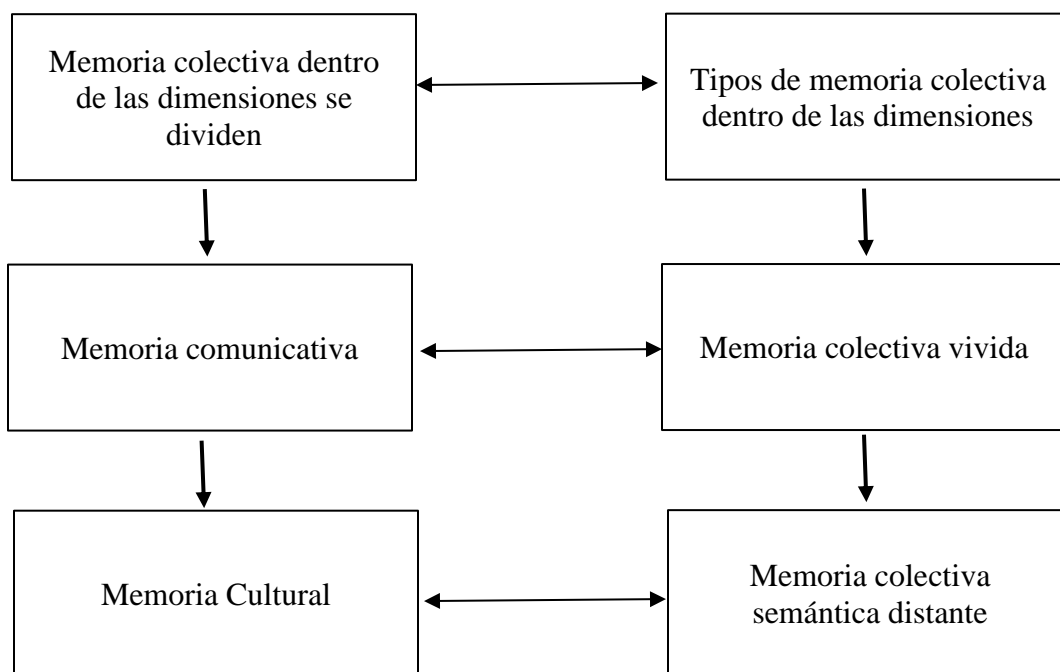 Memoria colectiva dentro
de las dimensiones se
dividen
Tipos de memoria colectiva
dentro de las dimensiones
Memoria comunicativa
Memoria colectiva vivida
Memoria Cultural
Memoria colectiva
semántica distante